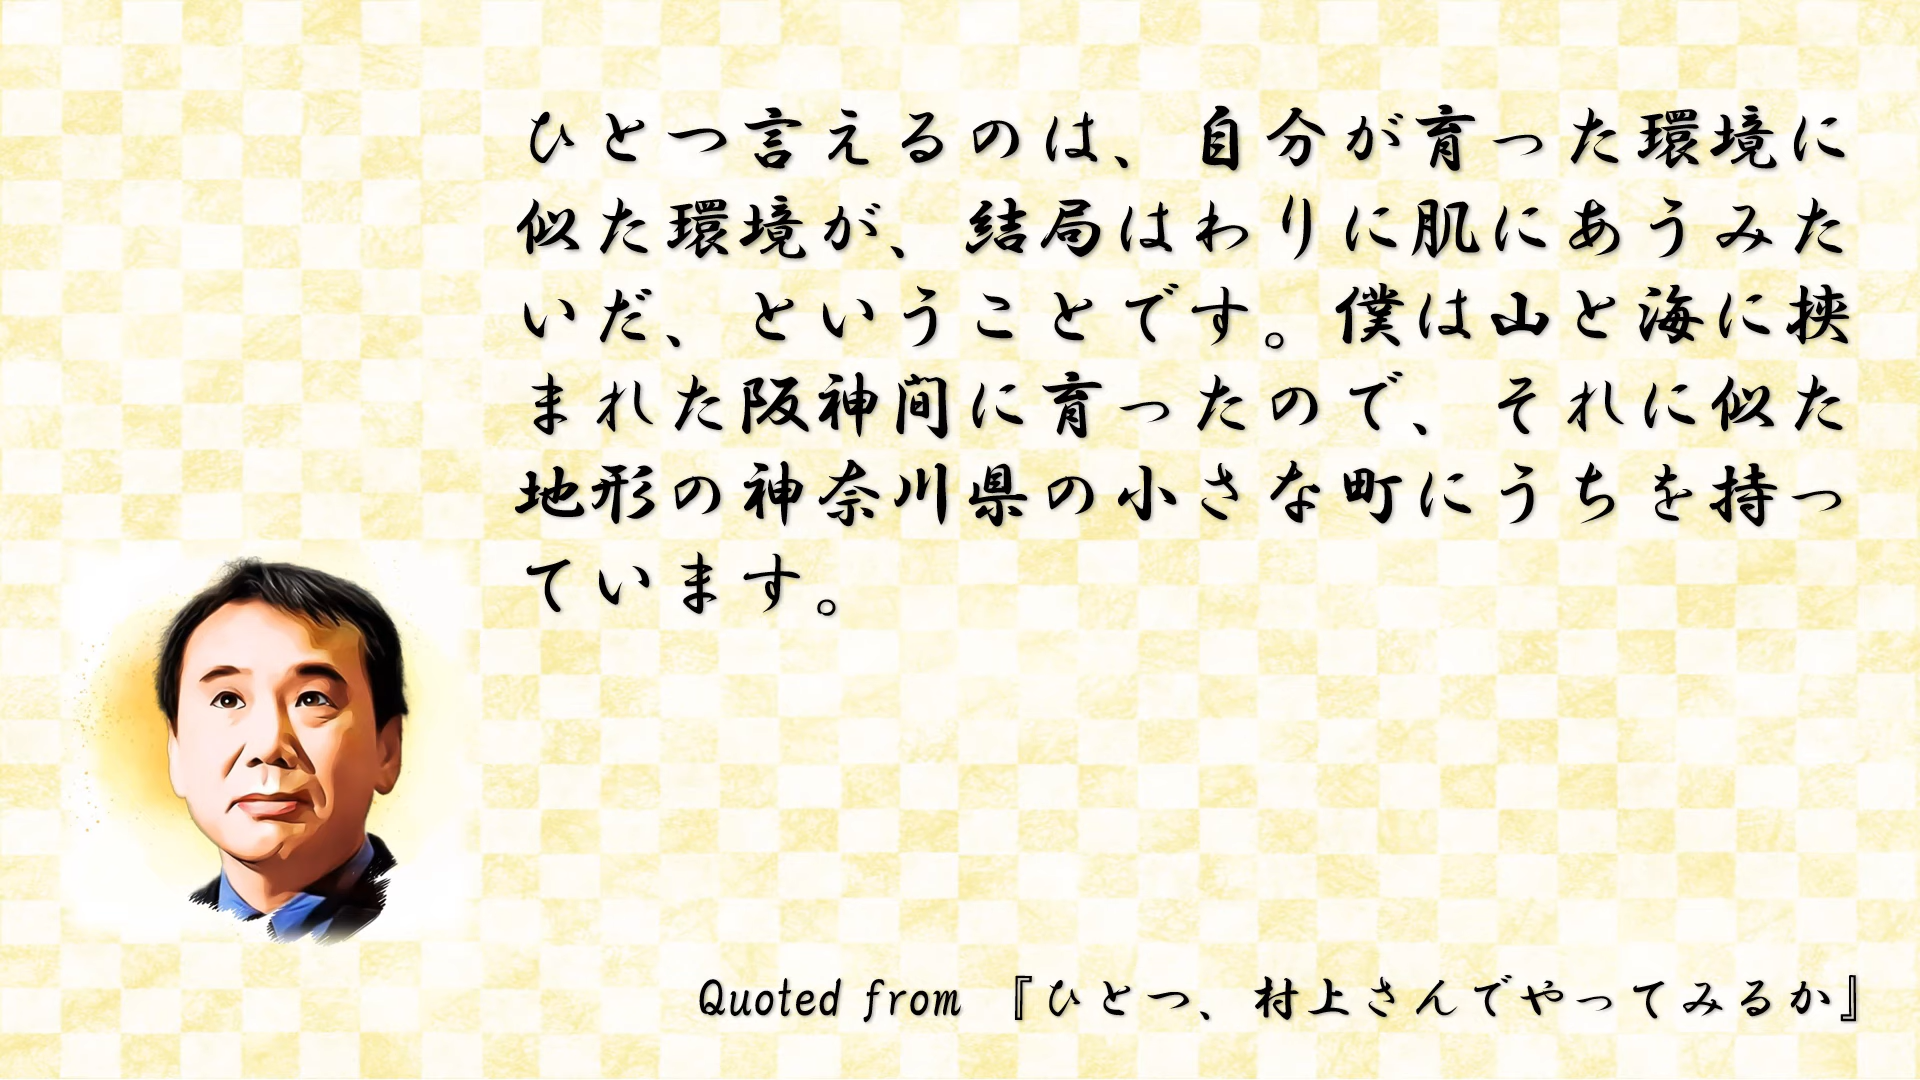 ひとつ言えるのは、自分が育った環境に
似た環境が、結局はわりに肌にあうみた
いだ、ということです。僕は山と海に挟
まれた阪神間に育ったので、それに似た
地形の神奈川県の小さな町にうちを持っ
ています。
Quoted from 『ひとつ、村上さんでやってみるか』